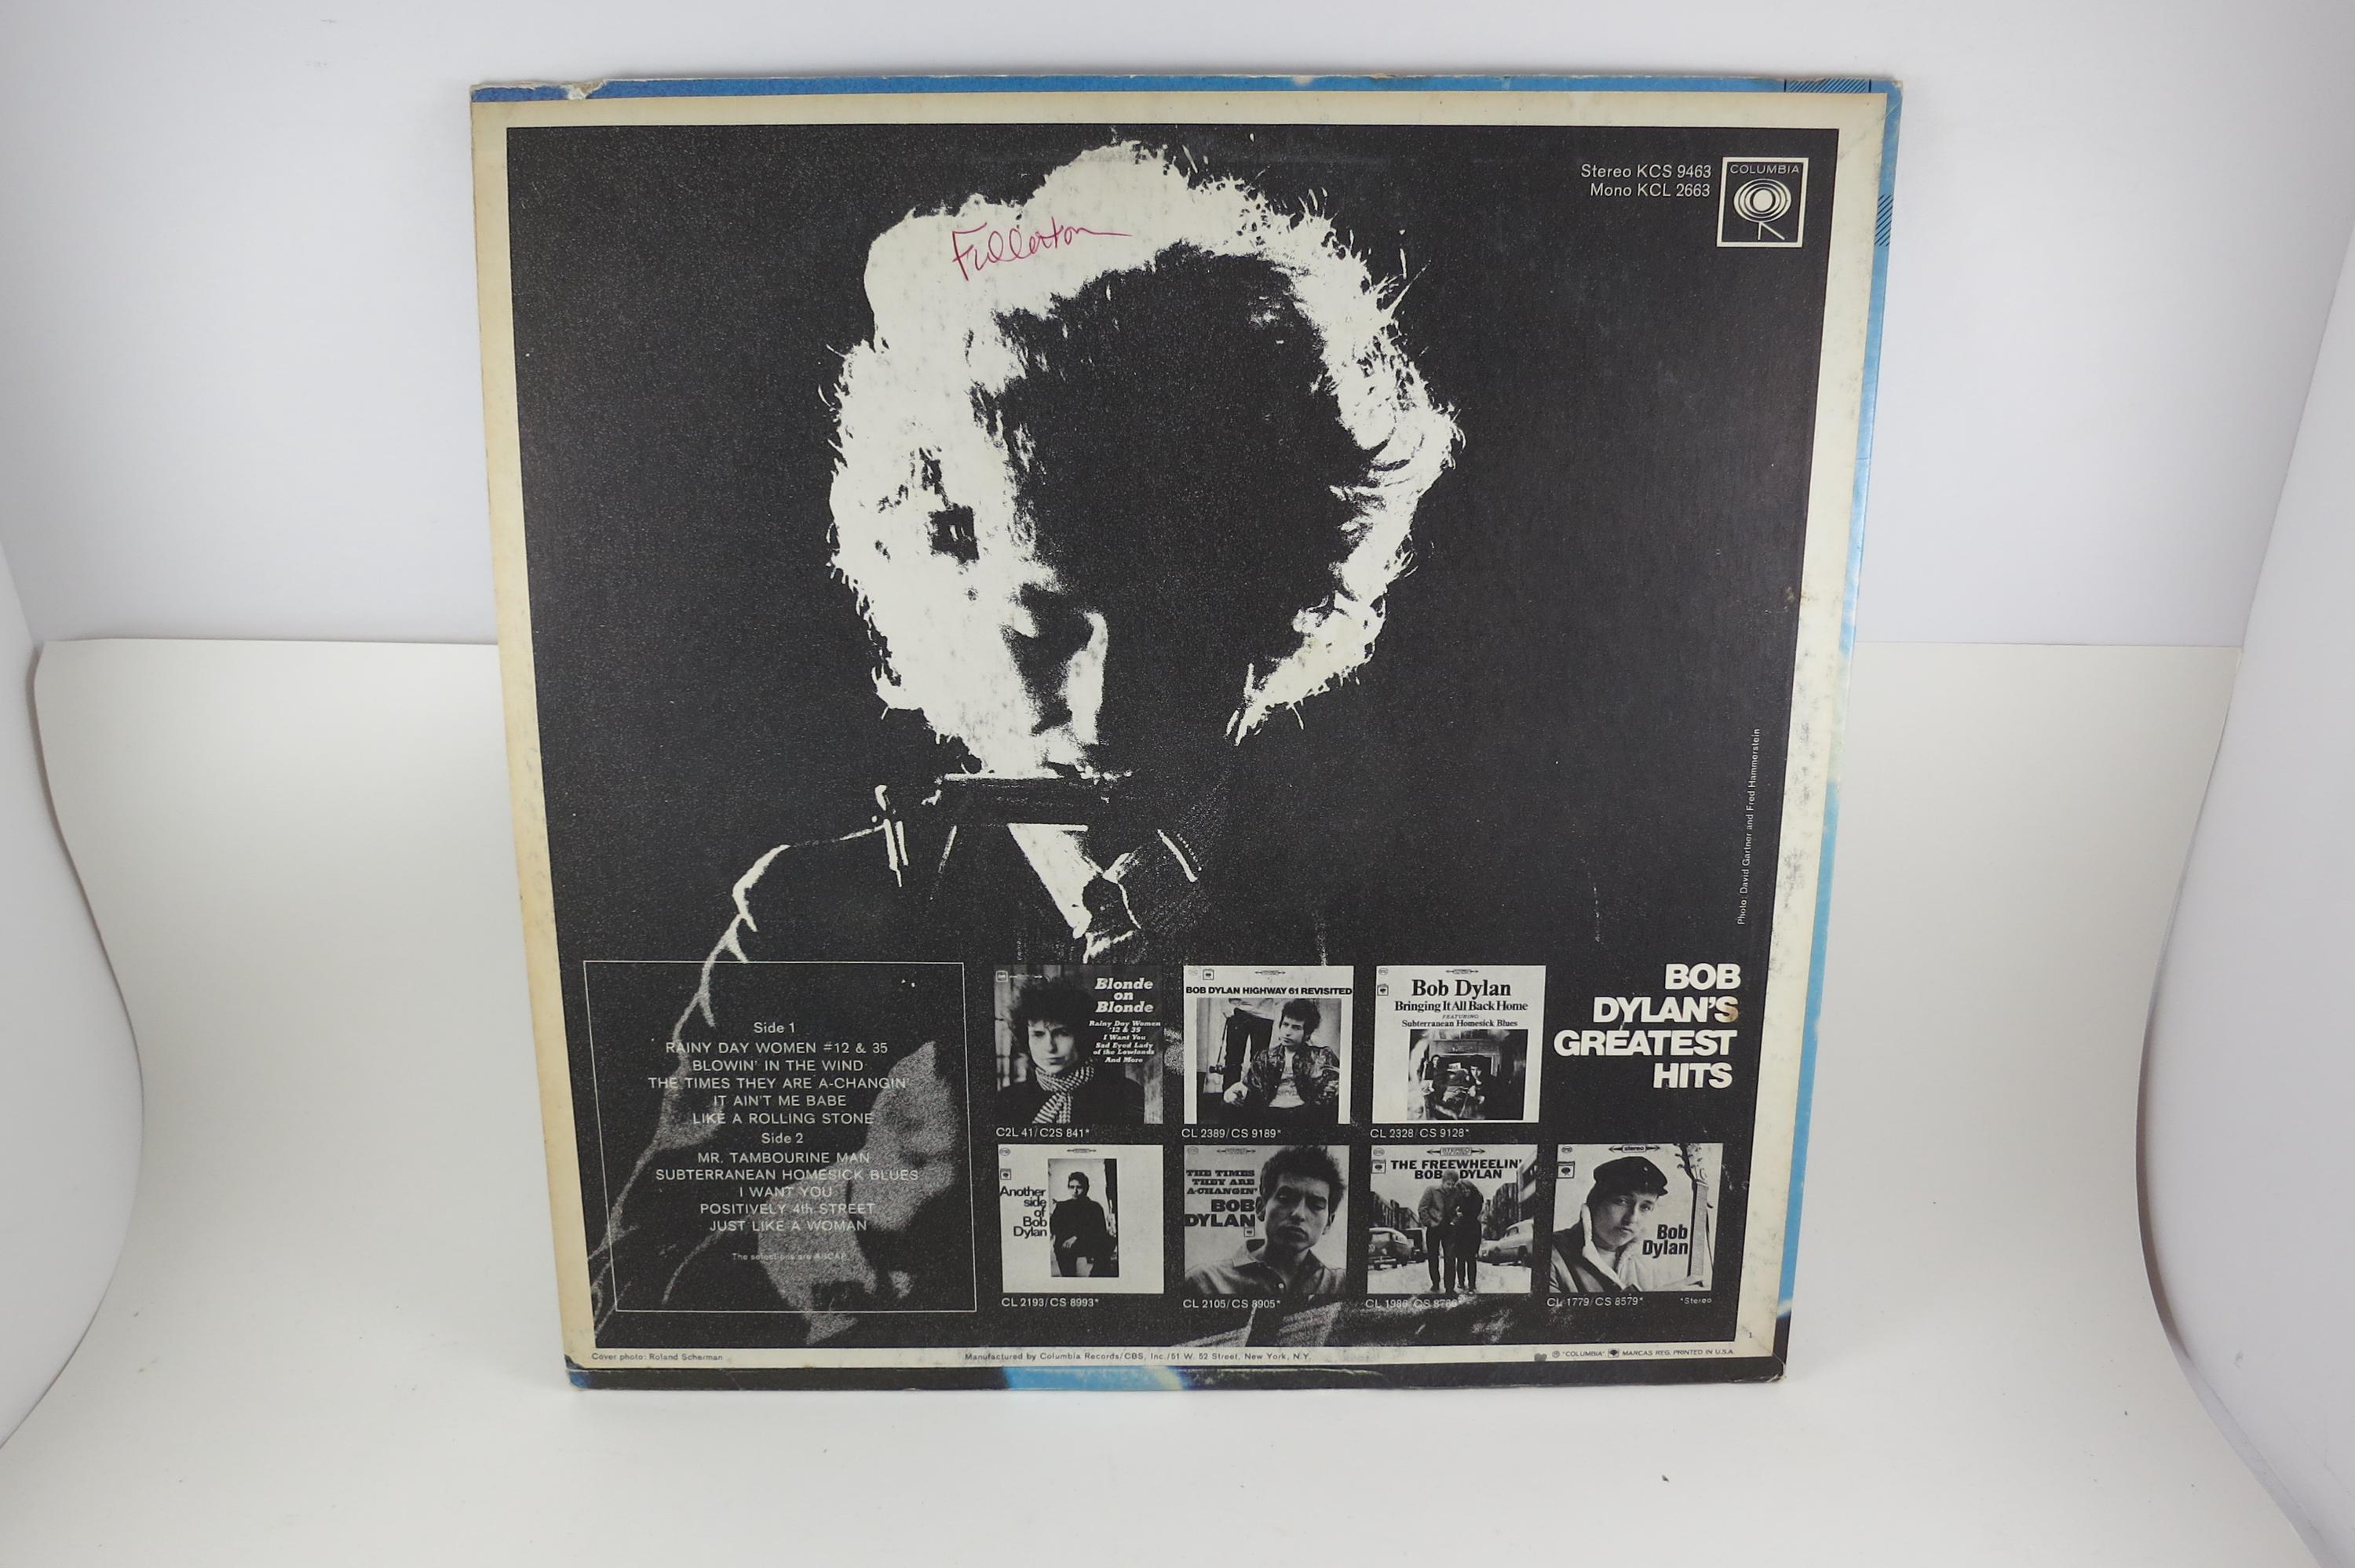 Stereo KCS 9463
Mono KCL 2663
COLUMBIA
Fullerton
Photo: David Gartner and Fred Hammerstein
BOB
DYLAN'S
GREATEST
HITS
Side 1
RAINY DAY WOMEN #12 & 35
BLOWIN' IN THE WIND
THE TIMES THEY ARE A-CHANGIN'
IT AIN'T ME BABE
LIKE A ROLLING STONE
Side 2
MR. TAMBOURINE MAN
SUBTERRANEAN HOMESICK BLUES
I WANT YOU
POSITIVELY 4th STREET
JUST LIKE A WOMAN
The selections are ASCAP.
Blonde
on
Blonde
Rainy Day Women
#12 & 35
I Want You
Sad Eyed Lady
of the Lowlands
And More
C2L 41/C2S 841*
BOB DYLAN HIGHWAY 61 REVISITED
CL 2389/CS 9189*
Bob Dylan
Bringing It All Back Home
FEATURING
Subterranean Homesick Blues
CL 2328/CS 9128*
Another
side
of
Bob
Dylan
CL 2193/CS 8993*
THE TIMES
THEY ARE
A-CHANGIN'
BOB
DYLAN
CL 2105/CS 8905*
STEREO
THE FREEWHEELIN'
BOB DYLAN
CL 1986/CS 8786*
stereo
Bob
Dylan
CL 1779/CS 8579*
*Stereo
1
Cover photo: Roland Scherman
Manufactured by Columbia Records/CBS, Inc./51 W. 52 Street, New York, N.Y.
® "COLUMBIA" MARCAS REG. PRINTED IN U.S.A.